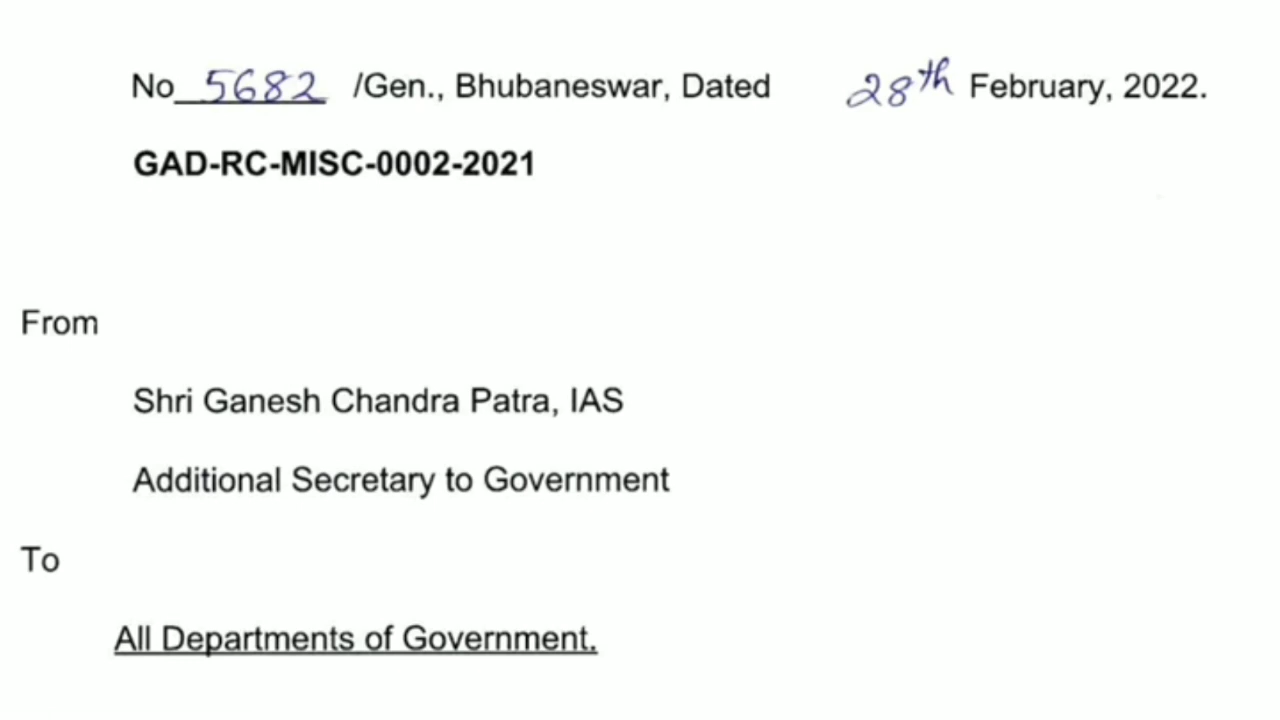 No 5682 /Gen., Bhubaneswar, Dated 28th February, 2022.
GAD-RC-MISC-0002-2021
From
Shri Ganesh Chandra Patra, IAS
Additional Secretary to Government
To
All Departments of Government.